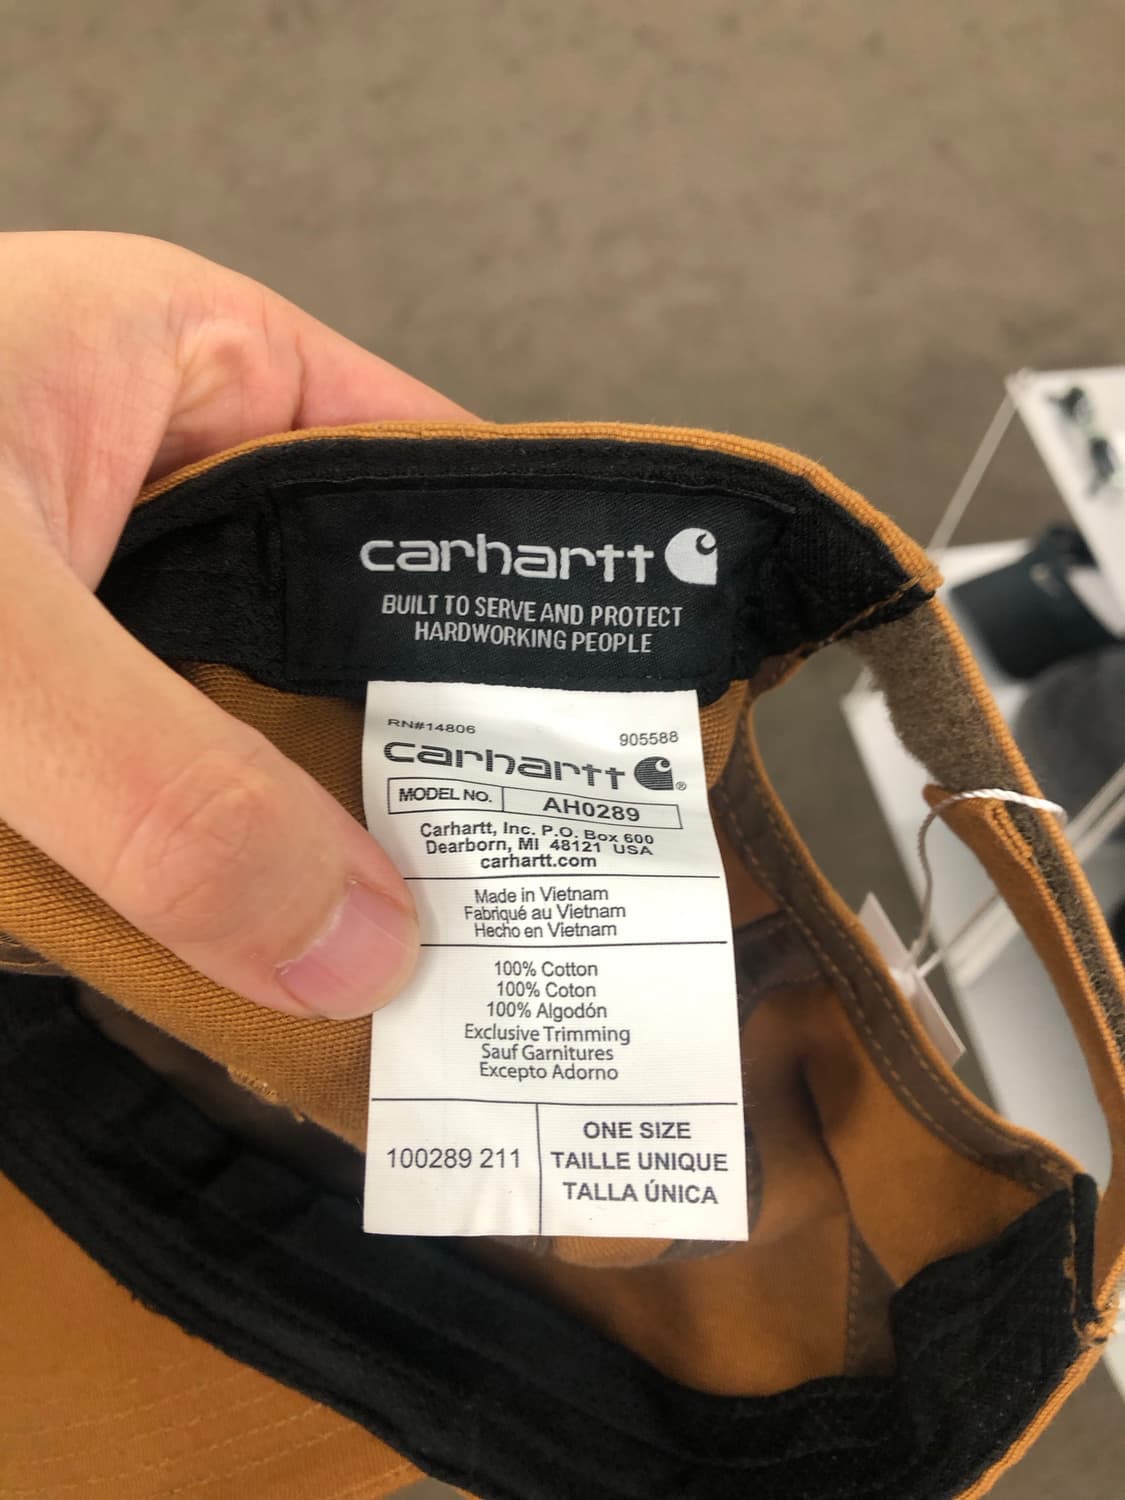 carhartt
BUILT TO SERVE AND PROTECT
HARDWORKING PEOPLE
RN#14806 905588
carhartt ®
MODEL NO. AH0289
Carhartt, Inc. P.O. Box 600
Dearborn, MI 48121 USA
carhartt.com
Made in Vietnam
Fabriqué au Vietnam
Hecho en Vietnam
100% Cotton
100% Coton
100% Algodón
Exclusive Trimming
Sauf Garnitures
Excepto Adorno
100289 211
ONE SIZE
TAILLE UNIQUE
TALLA ÚNICA